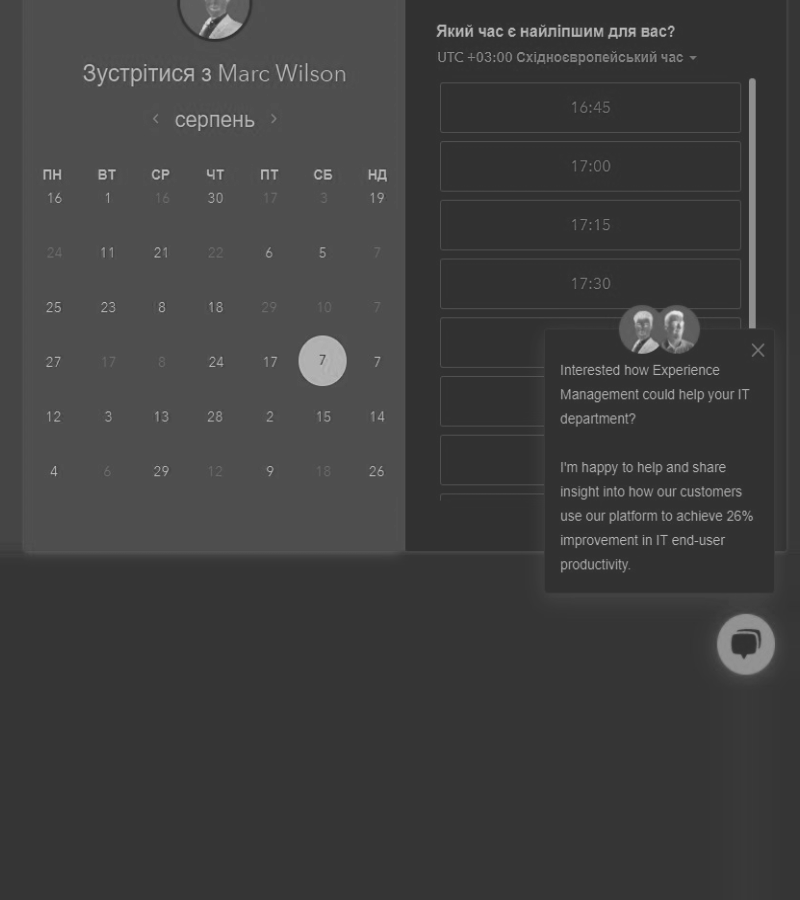 Зустрітися з Marc Wilson
серпень
ПН ВТ СР ЧТ ПТ СБ НД
16 1 16 30 17 3 19
24 11 21 22 6 5 7
25 23 8 18 29 10 7
27 17 8 24 17 7 7
12 3 13 28 2 15 14
4 6 29 12 9 18 26
Який час є найліпшим для вас?
UTC +03:00 Східноєвропейський час
16:45
17:00
17:15
17:30
Interested how Experience
Management could help your IT
department?
I'm happy to help and share
insight into how our customers
use our platform to achieve 26%
improvement in IT end-user
productivity.